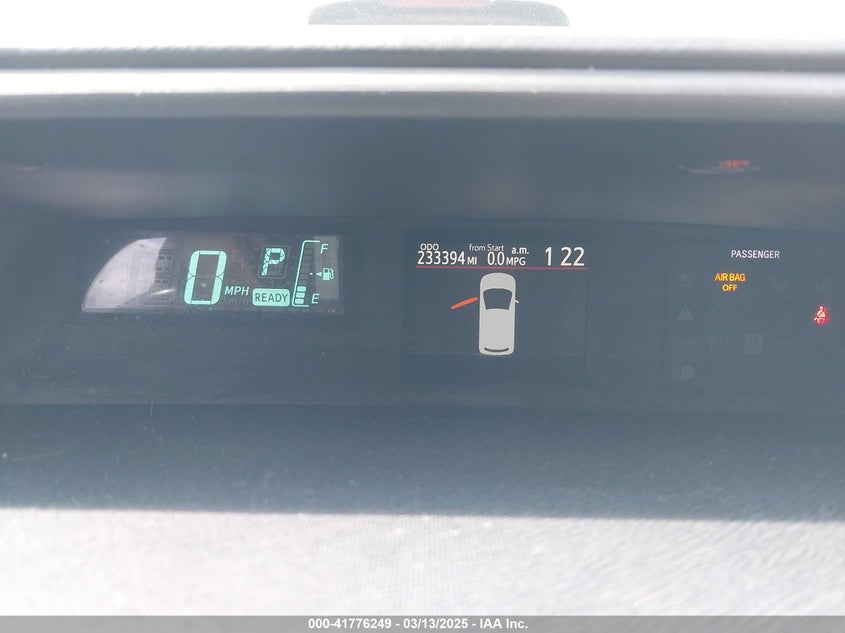 0 MPH
P
READY
F
E
ODO from Start a.m.
233394 MI 0.0 MPG 1 22
PASSENGER
AIR BAG
OFF
000-41776249 - 03/13/2025 - IAA Inc.